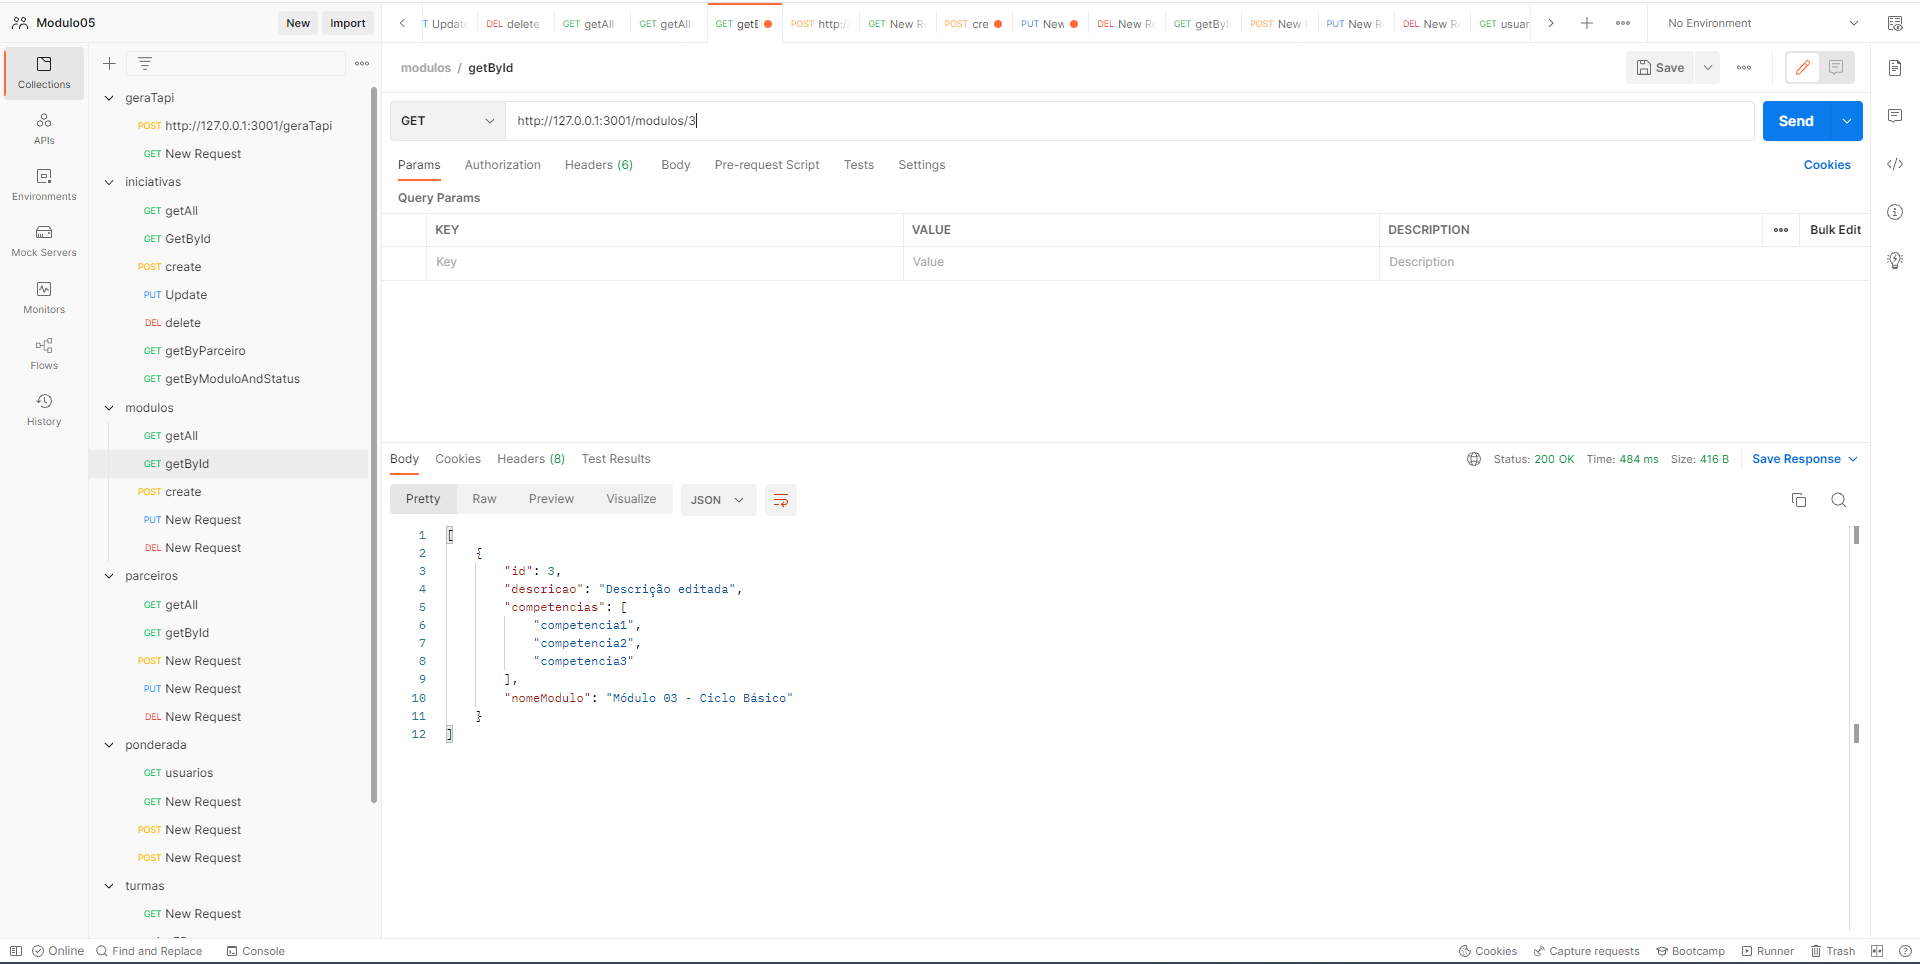 Modulo05
New
Import
Updat
DEL delete
GET getAll
GET getAll
GET getE
POST http:/
GET New R
POST cre
PUT New
DEL New R
GET getByI
POST New
PUT New R
DEL New R
GET usuar
No Environment
Collections
APIs
Environments
Mock Servers
Monitors
Flows
History
geraTapi
POST http://127.0.0.1:3001/geraTapi
GET New Request
iniciativas
GET getAll
GET GetById
POST create
PUT Update
DEL delete
GET getByParceiro
GET getByModuloAndStatus
modulos
GET getAll
GET getById
POST create
PUT New Request
DEL New Request
parceiros
GET getAll
GET getById
POST New Request
PUT New Request
DEL New Request
ponderada
GET usuarios
GET New Request
POST New Request
POST New Request
turmas
GET New Request
modulos / getById
Save
GET
http://127.0.0.1:3001/modulos/3
Send
Params Authorization Headers (6) Body Pre-request Script Tests Settings
Cookies
Query Params
KEY VALUE DESCRIPTION
Bulk Edit
Key Value Description
Body Cookies Headers (8) Test Results
Status: 200 OK Time: 484 ms Size: 416 B
Save Response
Pretty Raw Preview Visualize JSON
1 [
2 {
3 "id": 3,
4 "descricao": "Descrição editada",
5 "competencias": [
6 "competencia1",
7 "competencia2",
8 "competencia3"
9 ],
10 "nomeModulo": "Módulo 03 - Ciclo Básico"
11 }
12 ]
Online
Find and Replace
Console
Cookies
Capture requests
Bootcamp
Runner
Trash